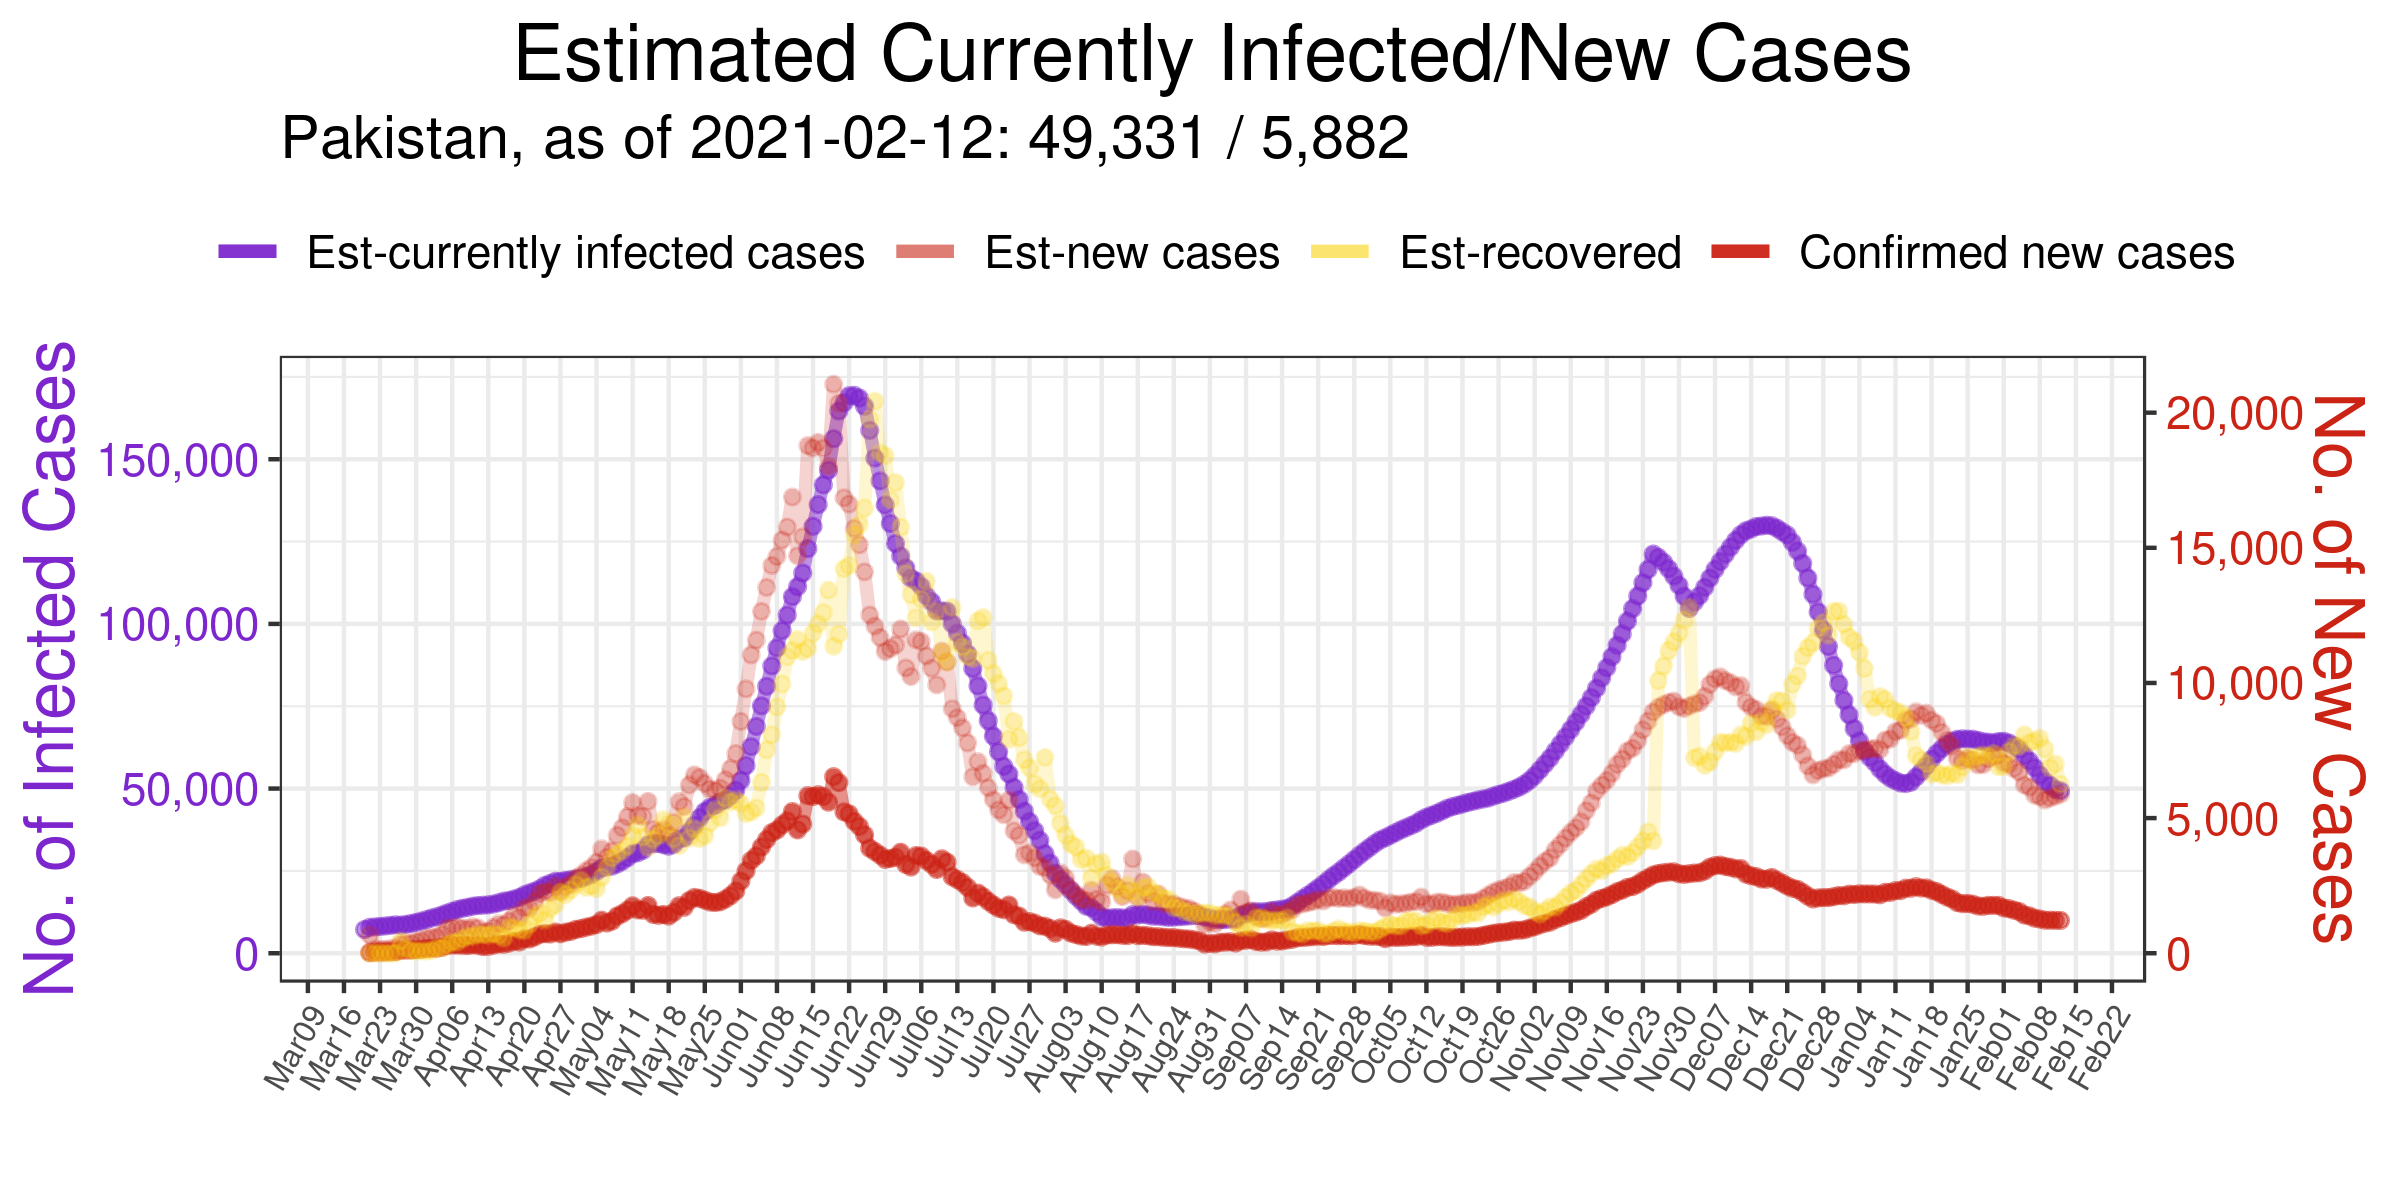 Estimated Currently Infected/New Cases
Pakistan, as of 2021-02-12: 49,331 / 5,882
Est-currently infected cases Est-new cases Est-recovered Confirmed new cases
No. of Infected Cases
150,000
100,000
50,000
0
20,000
15,000
10,000
5,000
0
No. of New Cases
Mar09 Mar16 Mar23 Mar30 Apr06 Apr13 Apr20 Apr27 May04 May11 May18 May25 Jun01 Jun08 Jun15 Jun22 Jun29 Jul06 Jul13 Jul20 Jul27 Aug03 Aug10 Aug17 Aug24 Aug31 Sep07 Sep14 Sep21 Sep28 Oct05 Oct12 Oct19 Oct26 Nov02 Nov09 Nov16 Nov23 Nov30 Dec07 Dec14 Dec21 Dec28 Jan04 Jan11 Jan18 Jan25 Feb01 Feb08 Feb15 Feb22